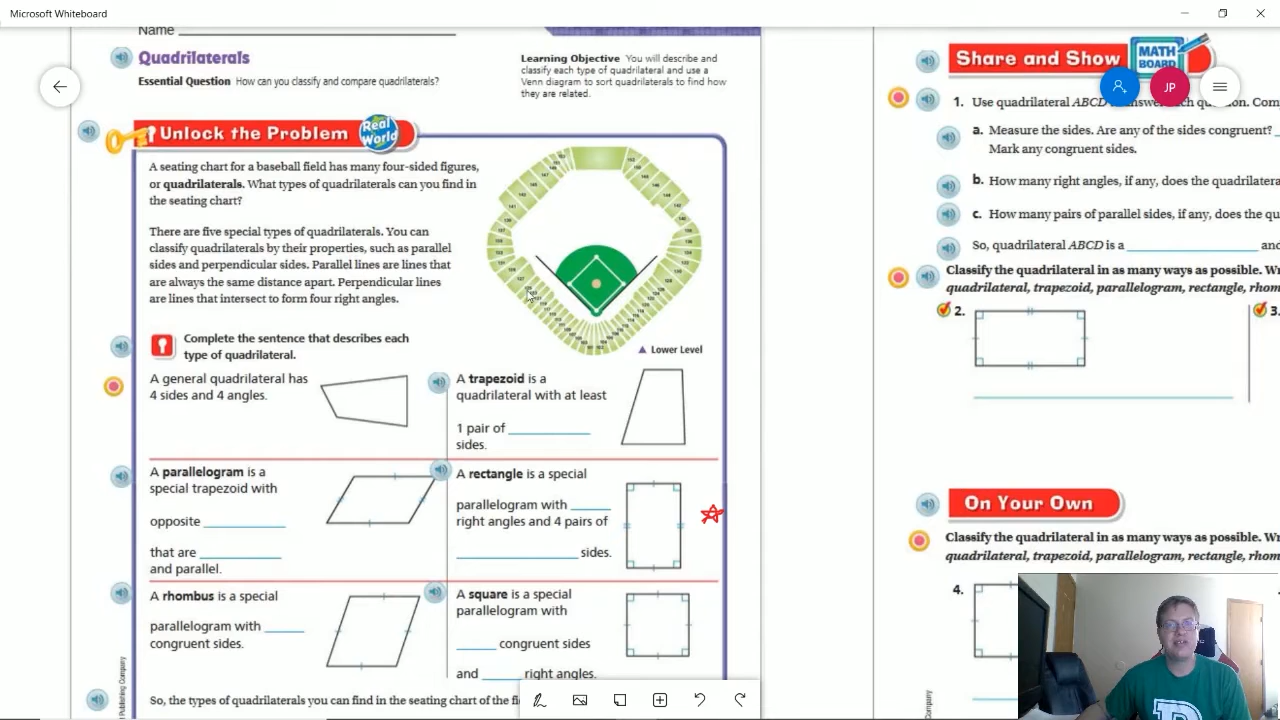 Microsoft Whiteboard
Name
Quadrilaterals
Essential Question How can you classify and compare quadrilaterals?
Learning Objective You will describe and
classify each type of quadrilateral and use a
Venn diagram to sort quadrilaterals to find how
they are related.
Unlock the Problem
Real
World
A seating chart for a baseball field has many four-sided figures,
or quadrilaterals. What types of quadrilaterals can you find in
the seating chart?
There are five special types of quadrilaterals. You can
classify quadrilaterals by their properties, such as parallel
sides and perpendicular sides. Parallel lines are lines that
are always the same distance apart. Perpendicular lines
are lines that intersect to form four right angles.
Lower Level
Complete the sentence that describes each
type of quadrilateral.
A general quadrilateral has
4 sides and 4 angles.
A trapezoid is a
quadrilateral with at least
1 pair of
sides.
A parallelogram is a
special trapezoid with
opposite
that are
and parallel.
A rectangle is a special
parallelogram with
right angles and 4 pairs of
sides.
A rhombus is a special
parallelogram with
congruent sides.
A square is a special
parallelogram with
congruent sides
and right angles.
So, the types of quadrilaterals you can find in the seating chart of the
Publishing Company
Share and Show
MATH
BOARD
JP
1. Use quadrilateral ABCD
a. Measure the sides. Are any of the sides congruent?
Mark any congruent sides.
b. How many right angles, if any, does the
c. How many pairs of parallel sides, if any, does the
So, quadrilateral ABCD is a
Classify the quadrilateral in as many ways as possible.
quadrilateral, trapezoid, parallelogram, rectangle,
2.
3.
On Your Own
Classify the quadrilateral in as many ways as possible.
quadrilateral, trapezoid, parallelogram, rectangle,
4.
Company